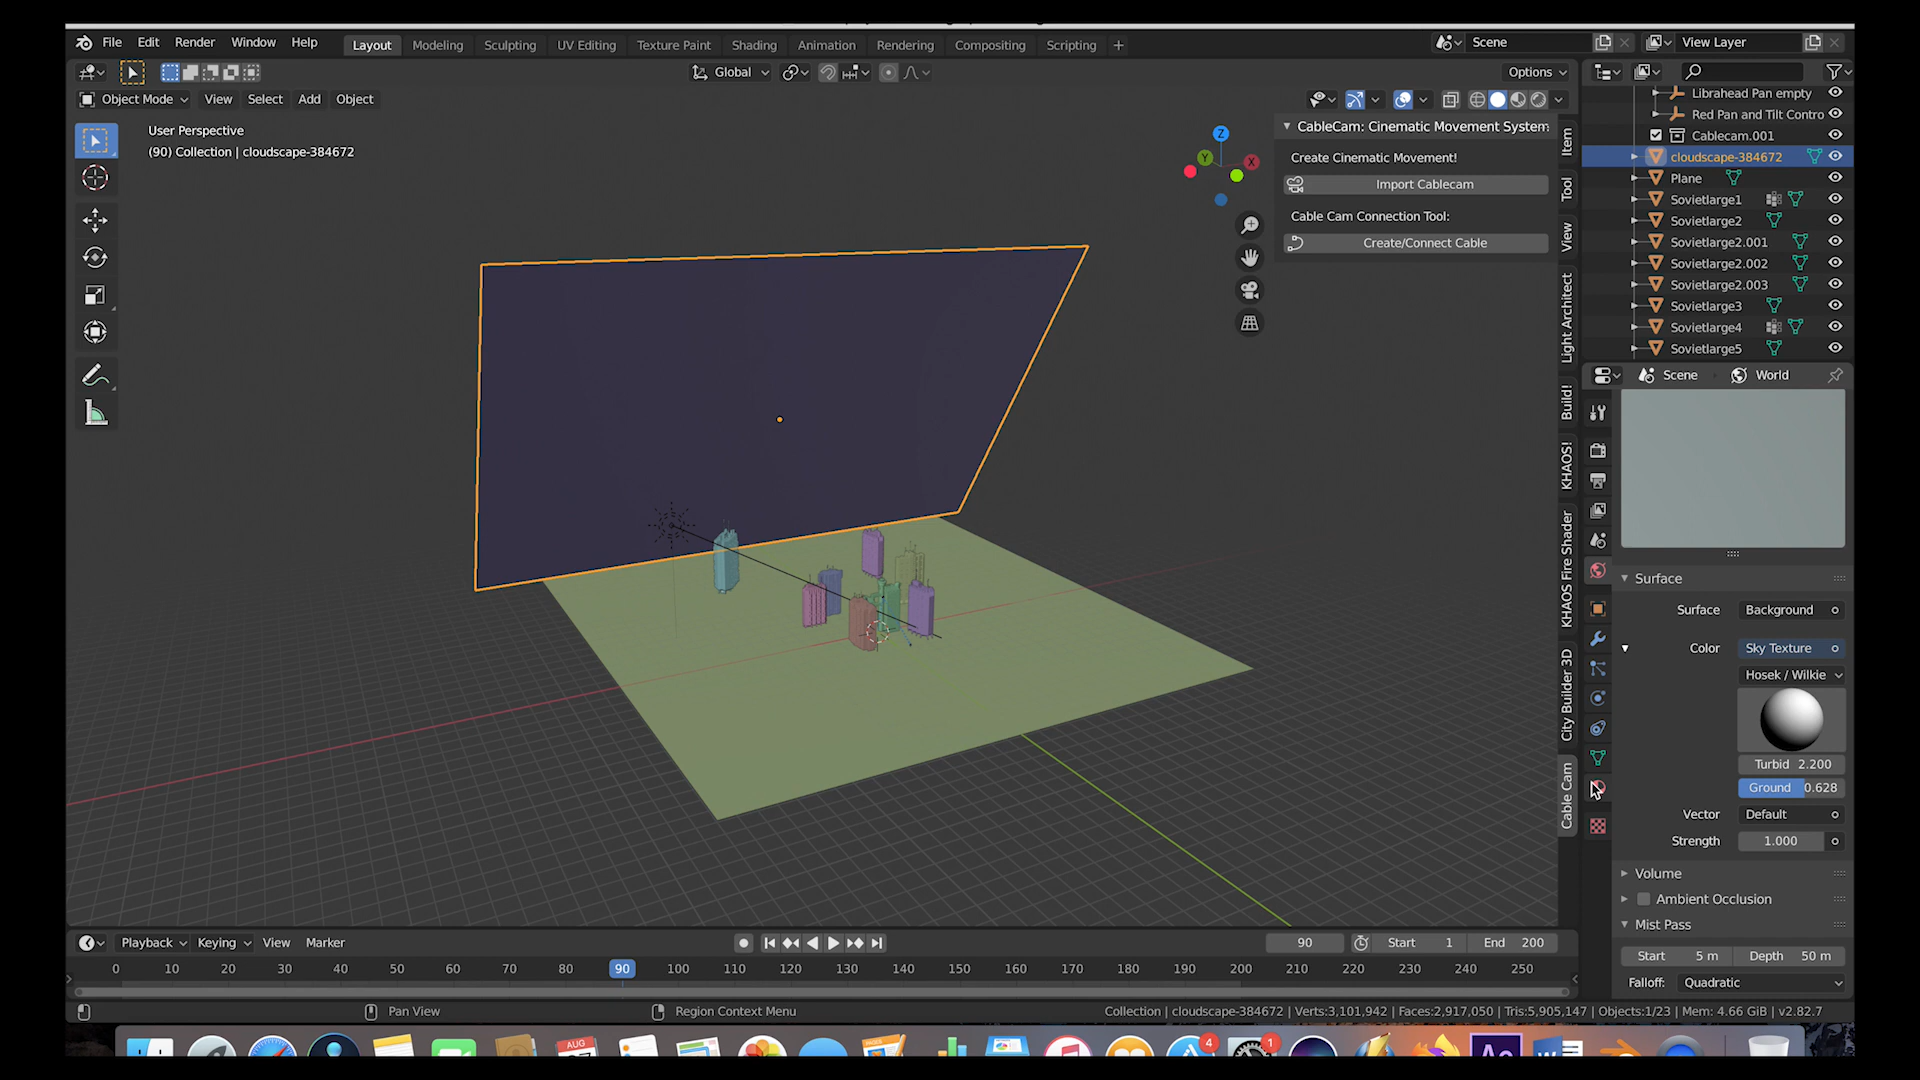 File Edit Render Window Help
Layout Modeling Sculpting UV Editing Texture Paint Shading Animation Rendering Compositing Scripting +
Scene
View Layer
Global
Options
Object Mode View Select Add Object
User Perspective
(90) Collection | cloudscape-384672
Z
Y
X
CableCam: Cinematic Movement System:
Create Cinematic Movement!
Import Cablecam
Cable Cam Connection Tool:
Create/Connect Cable
Item
Tool
View
Light Architect
Build!
KHAOS!
KHAOS Fire Shader
City Builder 3D
Cable Cam
Librahead Pan empty
Red Pan and Tilt Contro
Cablecam.001
cloudscape-384672
Plane
Sovietlarge1
Sovietlarge2
Sovietlarge2.001
Sovietlarge2.002
Sovietlarge2.003
Sovietlarge3
Sovietlarge4
Sovietlarge5
Scene World
Surface
Surface Background
Color Sky Texture
Hosek / Wilkie
Turbid 2.200
Ground 0.628
Vector Default
Strength 1.000
Volume
Ambient Occlusion
Mist Pass
Start 5 m Depth 50 m
Falloff: Quadratic
Playback Keying View Marker
90 Start 1 End 200
0 10 20 30 40 50 60 70 80 90 100 110 120 130 140 150 160 170 180 190 200 210 220 230 240 250
Pan View
Region Context Menu
Collection | cloudscape-384672 | Verts:3,101,942 | Faces:2,917,050 | Tris:5,905,147 | Objects:1/23 | Mem: 4.66 GiB | v2.82.7
AUG
4
1
Ae
W